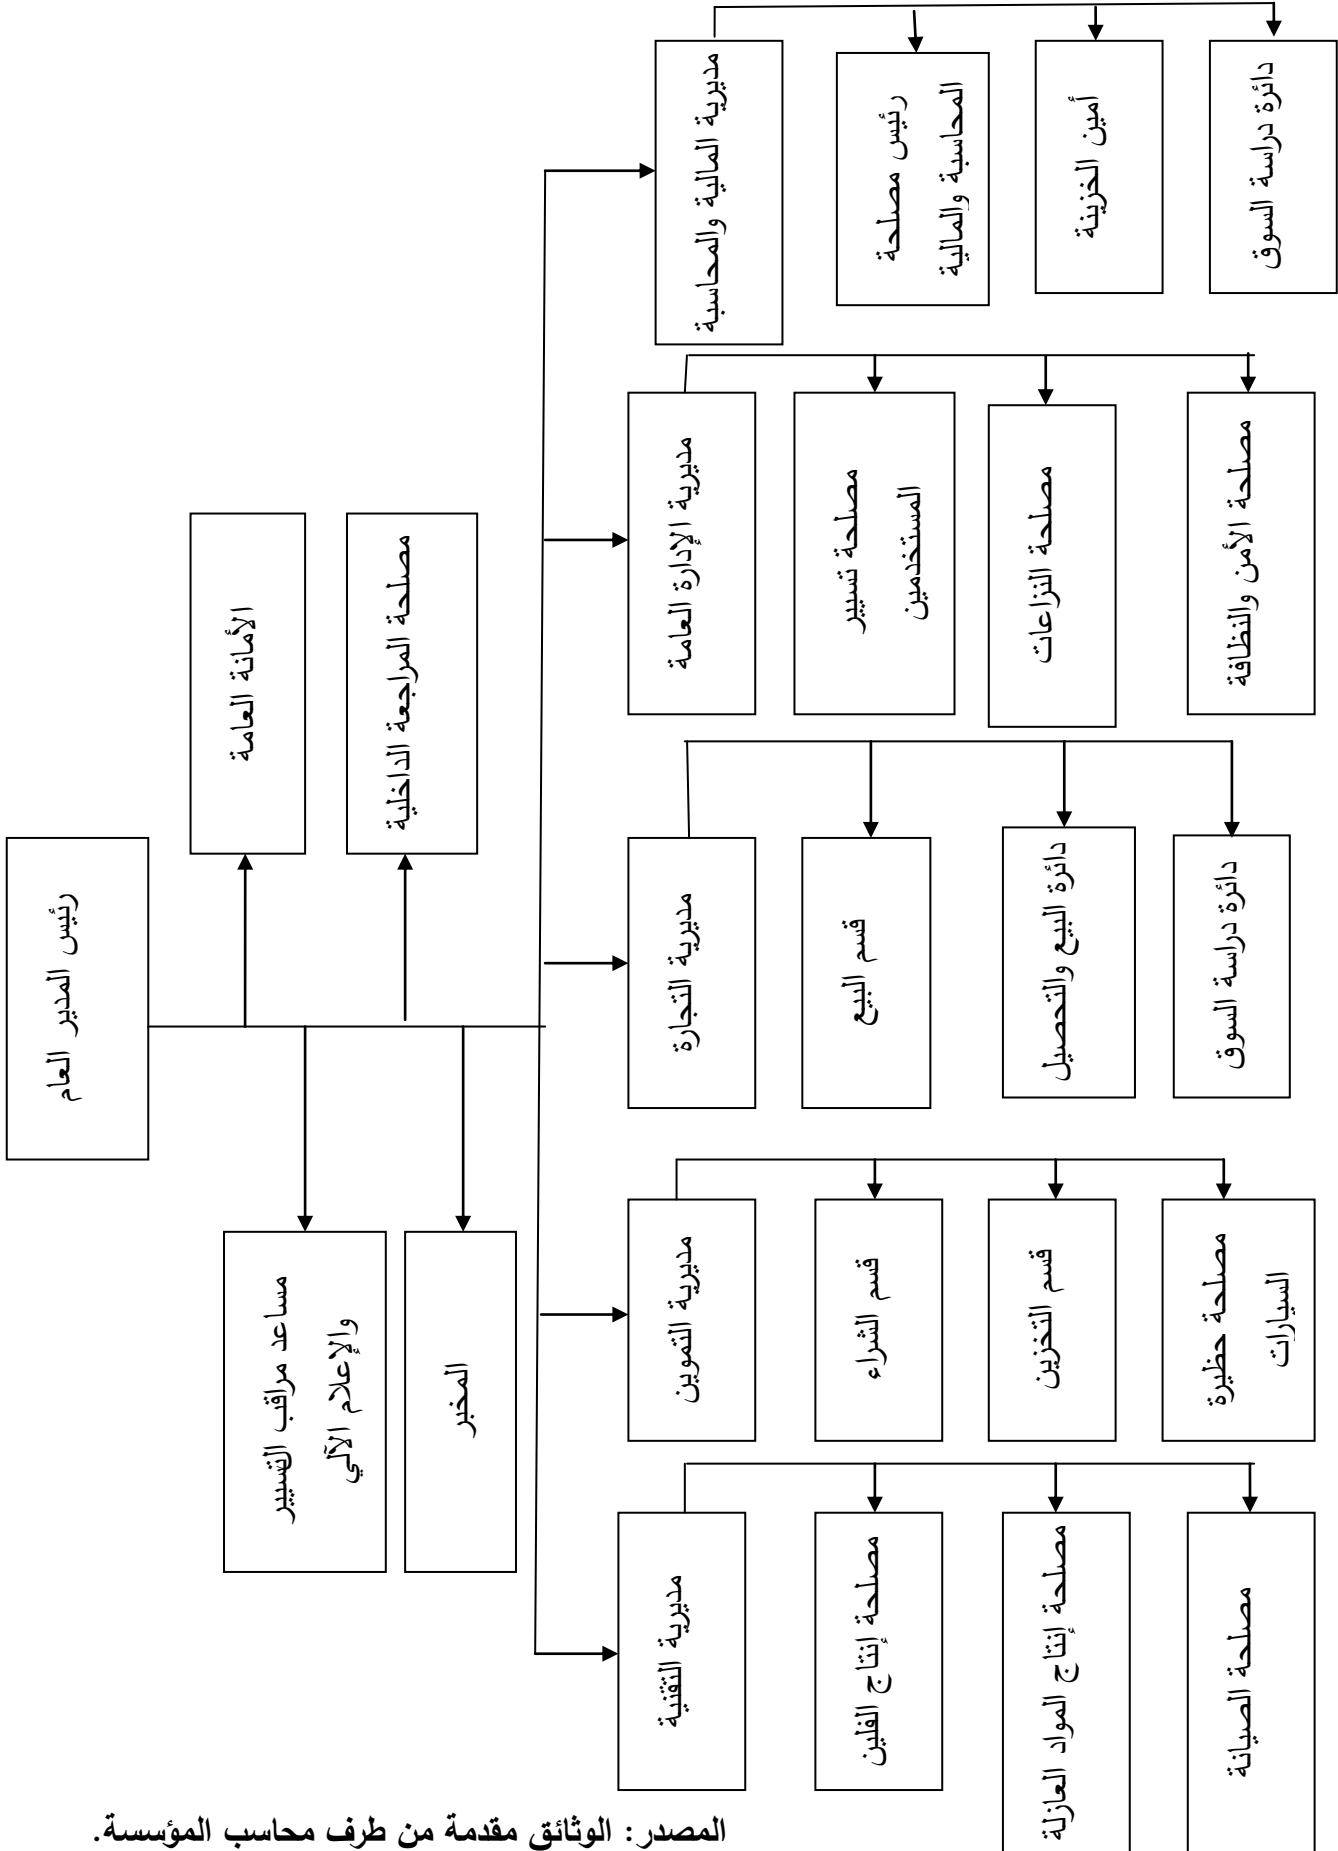 رئيس المدير العام
الأمانة العامة
مصلحة المراجعة الداخلية
مساعد مراقب التسيير
والإعلام الآلي
المخبر
مديرية المالية والمحاسبة
رئيس مصلحة
المحاسبة والمالية
أمين الخزينة
دائرة دراسة السوق
مديرية الإدارة العامة
مصلحة تسيير
المستخدمين
مصلحة النزاعات
مصلحة الأمن والنظافة
مديرية التجارة
قسم البيع
دائرة البيع والتحصيل
دائرة دراسة السوق
مديرية التموين
قسم الشراء
قسم التخزين
مصلحة حظيرة
السيارات
مديرية التقنية
مصلحة إنتاج الفلين
مصلحة إنتاج المواد العازلة
مصلحة الصيانة
المصدر: الوثائق مقدمة من طرف محاسب المؤسسة.